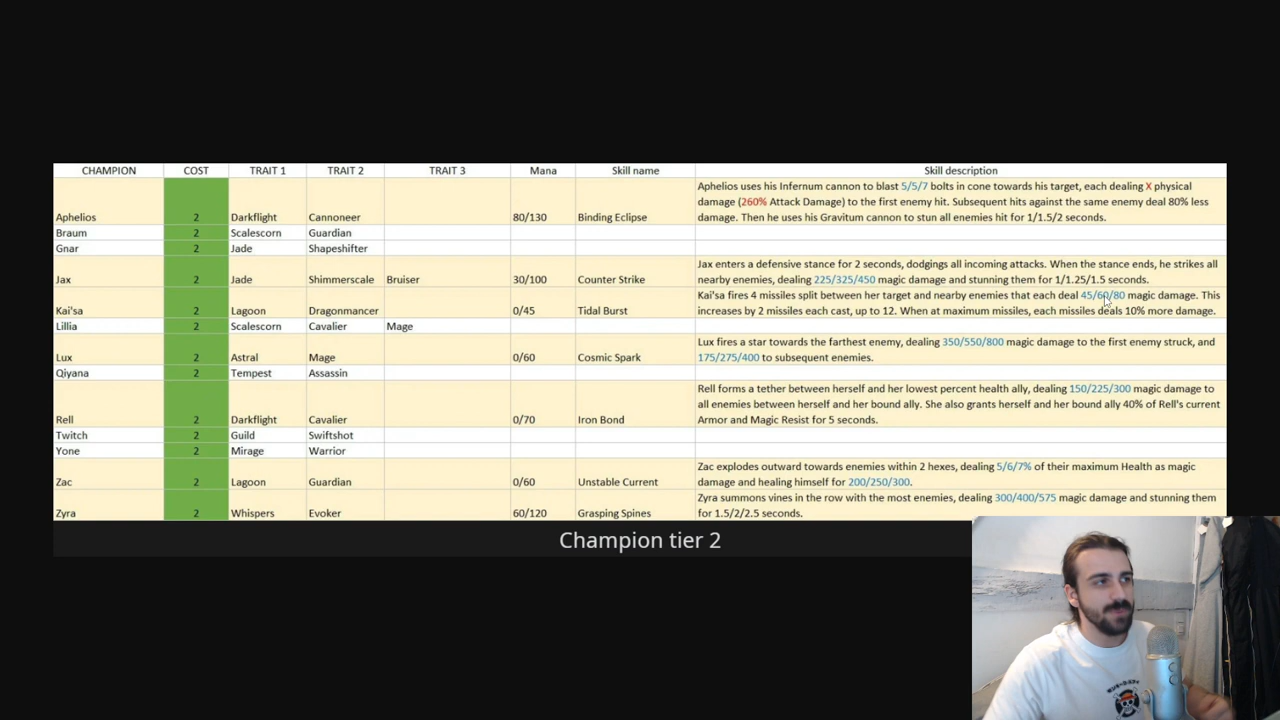 CHAMPION COST TRAIT 1 TRAIT 2 TRAIT 3 Mana Skill name Skill description
Aphelios uses his Infernum cannon to blast 5/5/7 bolts in cone towards his target, each dealing X physical
damage (260% Attack Damage) to the first enemy hit. Subsequent hits against the same enemy deal 80% less
Aphelios 2 Darkflight Cannoneer 80/130 Binding Eclipse damage. Then he uses his Gravitum cannon to stun all enemies hit for 1/1.5/2 seconds.
Braum 2 Scalescorn Guardian
Gnar 2 Jade Shapeshifter
Jax enters a defensive stance for 2 seconds, dodgings all incoming attacks. When the stance ends, he strikes all
Jax 2 Jade Shimmerscale Bruiser 30/100 Counter Strike nearby enemies, dealing 225/325/450 magic damage and stunning them for 1/1.25/1.5 seconds.
Kai'sa fires 4 missiles split between her target and nearby enemies that each deal 45/60/80 magic damage. This
Kai'sa 2 Lagoon Dragonmancer 0/45 Tidal Burst increases by 2 missiles each cast, up to 12. When at maximum missiles, each missiles deals 10% more damage.
Lillia 2 Scalescorn Cavalier Mage
Lux fires a star towards the farthest enemy, dealing 350/550/800 magic damage to the first enemy struck, and
Lux 2 Astral Mage 0/60 Cosmic Spark 175/275/400 to subsequent enemies.
Qiyana 2 Tempest Assassin
Rell forms a tether between herself and her lowest percent health ally, dealing 150/225/300 magic damage to
all enemies between herself and her bound ally. She also grants herself and her bound ally 40% of Rell's current
Rell 2 Darkflight Cavalier 0/70 Iron Bond Armor and Magic Resist for 5 seconds.
Twitch 2 Guild Swiftshot
Yone 2 Mirage Warrior
Zac explodes outward towards enemies within 2 hexes, dealing 5/6/7% of their maximum Health as magic
Zac 2 Lagoon Guardian 0/60 Unstable Current damage and healing himself for 200/250/300.
Zyra summons vines in the row with the most enemies, dealing 300/400/575 magic damage and stunning them
Zyra 2 Whispers Evoker 60/120 Grasping Spines for 1.5/2/2.5 seconds.
Champion tier 2